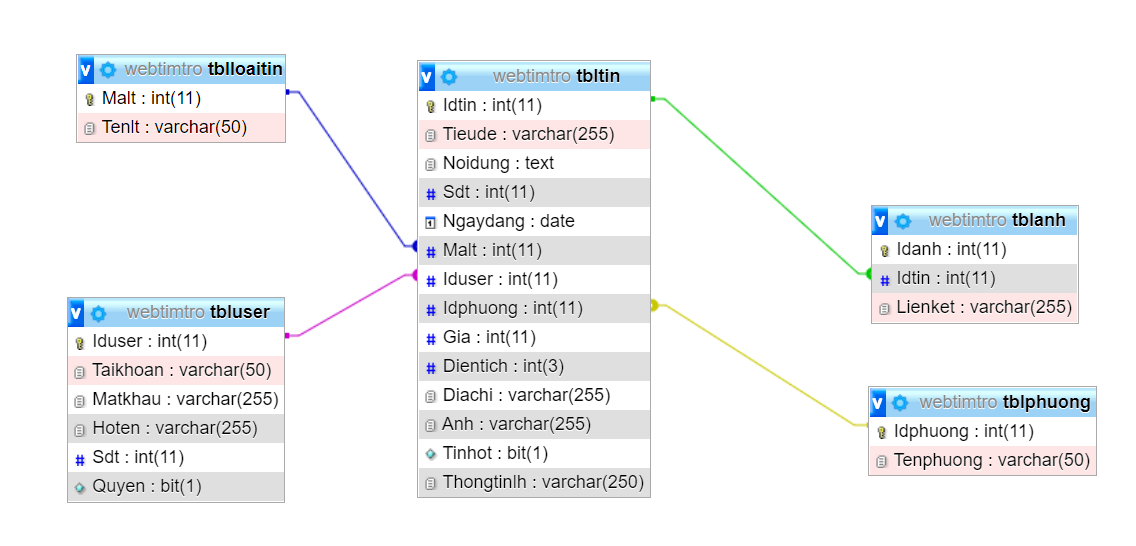 webtimtro tblloaitin
Malt : int(11)
Tenlt : varchar(50)
webtimtro tbluser
Iduser : int(11)
Taikhoan : varchar(50)
Matkhau : varchar(255)
Hoten : varchar(255)
Sdt : int(11)
Quyen : bit(1)
webtimtro tbltin
Idtin : int(11)
Tieude : varchar(255)
Noidung : text
Sdt : int(11)
Ngaydang : date
Malt : int(11)
Iduser : int(11)
Idphuong : int(11)
Gia : int(11)
Dientich : int(3)
Diachi : varchar(255)
Anh : varchar(255)
Tinhot : bit(1)
Thongtinlh : varchar(250)
webtimtro tblanh
Idanh : int(11)
Idtin : int(11)
Lienket : varchar(255)
webtimtro tblphuong
Idphuong : int(11)
Tenphuong : varchar(50)